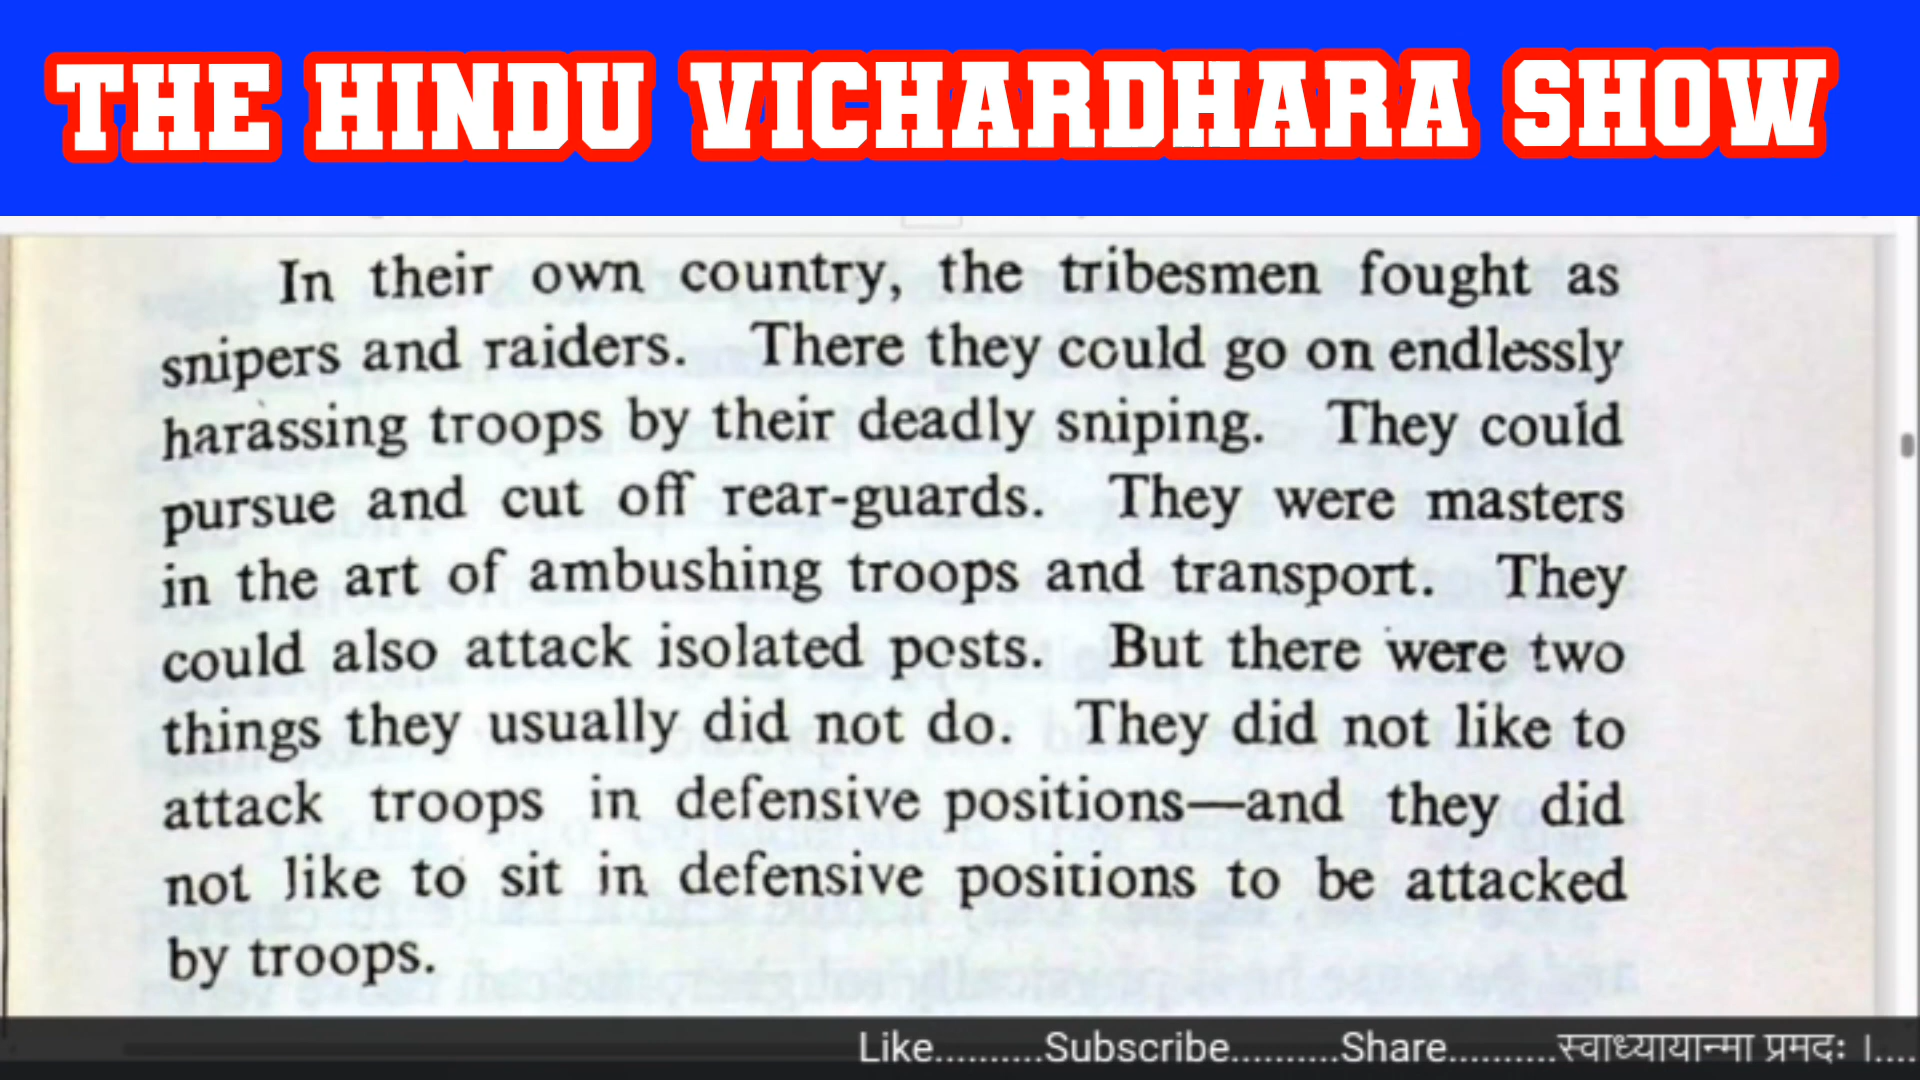 THE HINDU VICHARDHARA SHOW
In their own country, the tribesmen fought as
snipers and raiders. There they could go on endlessly
harassing troops by their deadly sniping. They could
pursue and cut off rear-guards. They were masters
in the art of ambushing troops and transport. They
could also attack isolated posts. But there were two
things they usually did not do. They did not like to
attack troops in defensive positions—and they did
not like to sit in defensive positions to be attacked
by troops.
Like..........Subscribe..........Share..........स्वाध्यायान्मा प्रमदः ।....